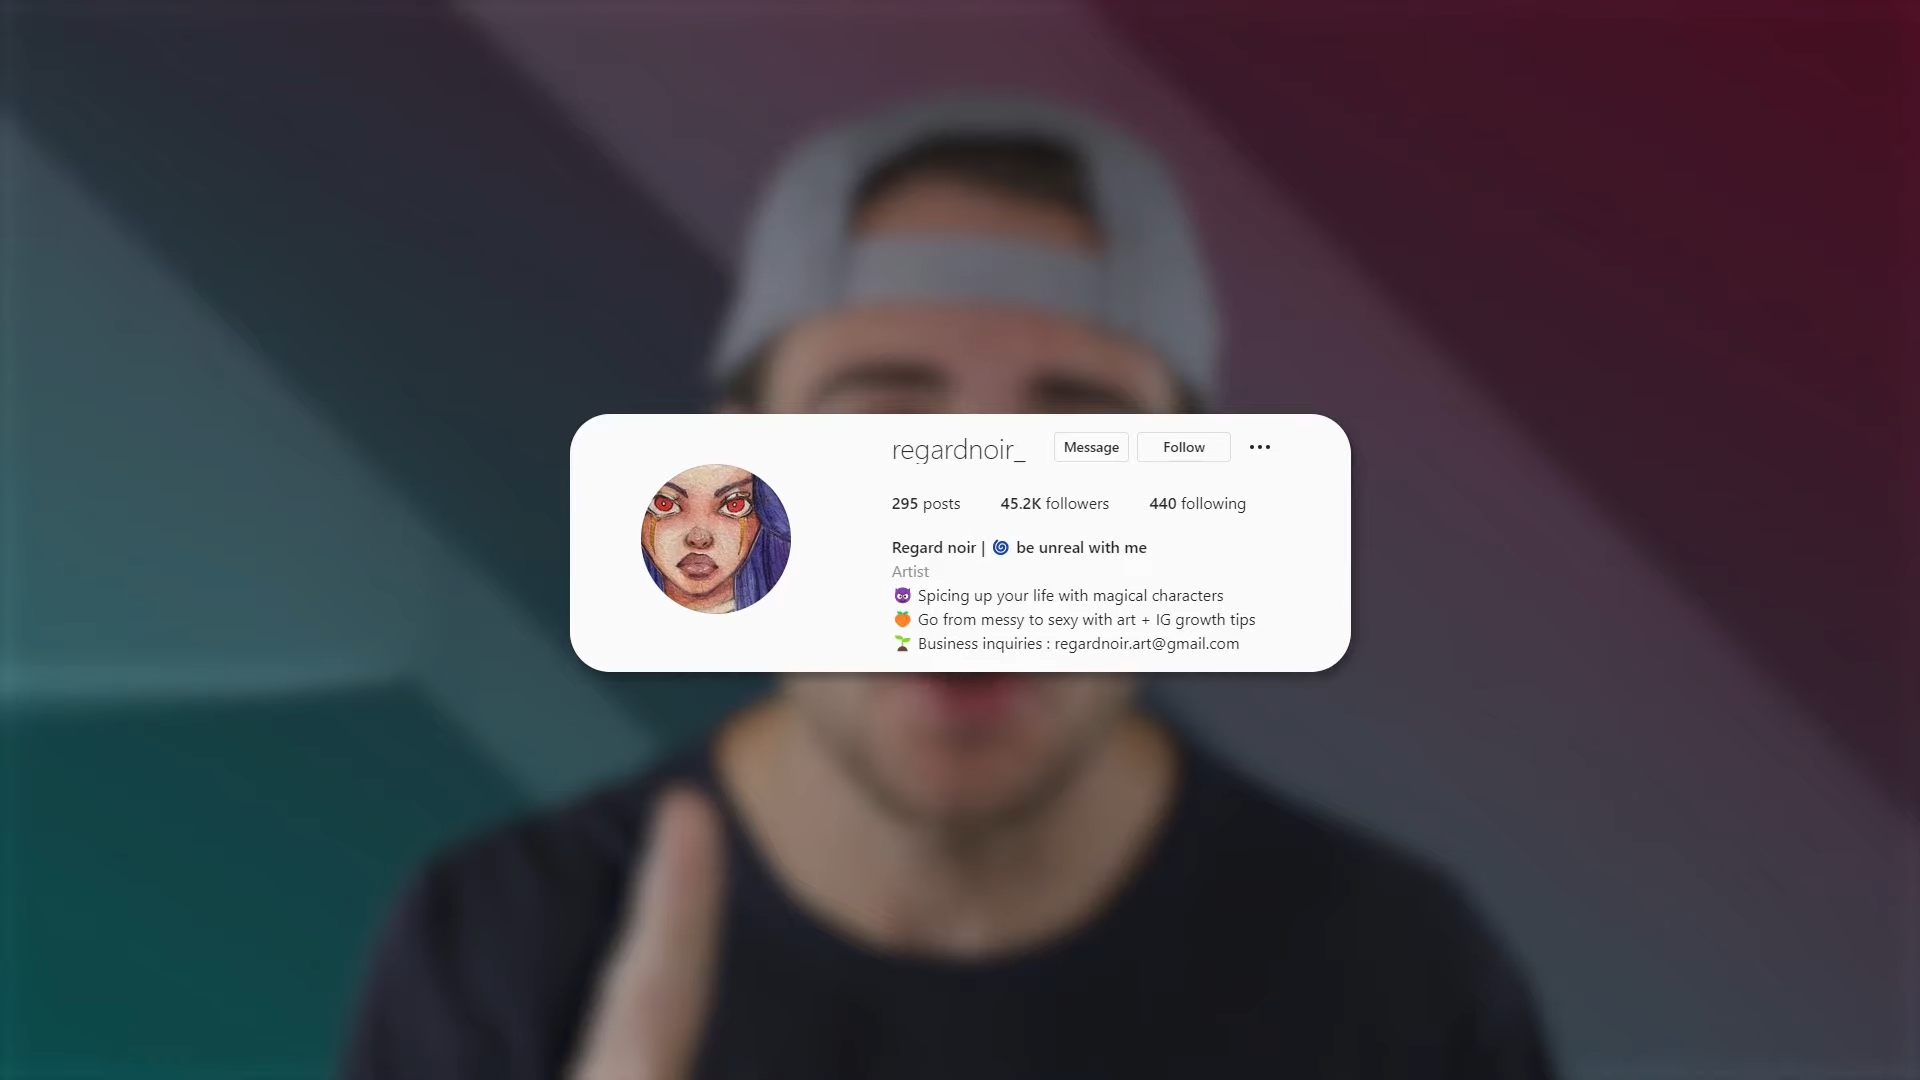 regardnoir_ Message Follow
295 posts 45.2K followers 440 following
Regard noir | 🌀 be unreal with me
Artist
😈 Spicing up your life with magical characters
🍑 Go from messy to sexy with art + IG growth tips
🌱 Business inquiries : regardnoir.art@gmail.com